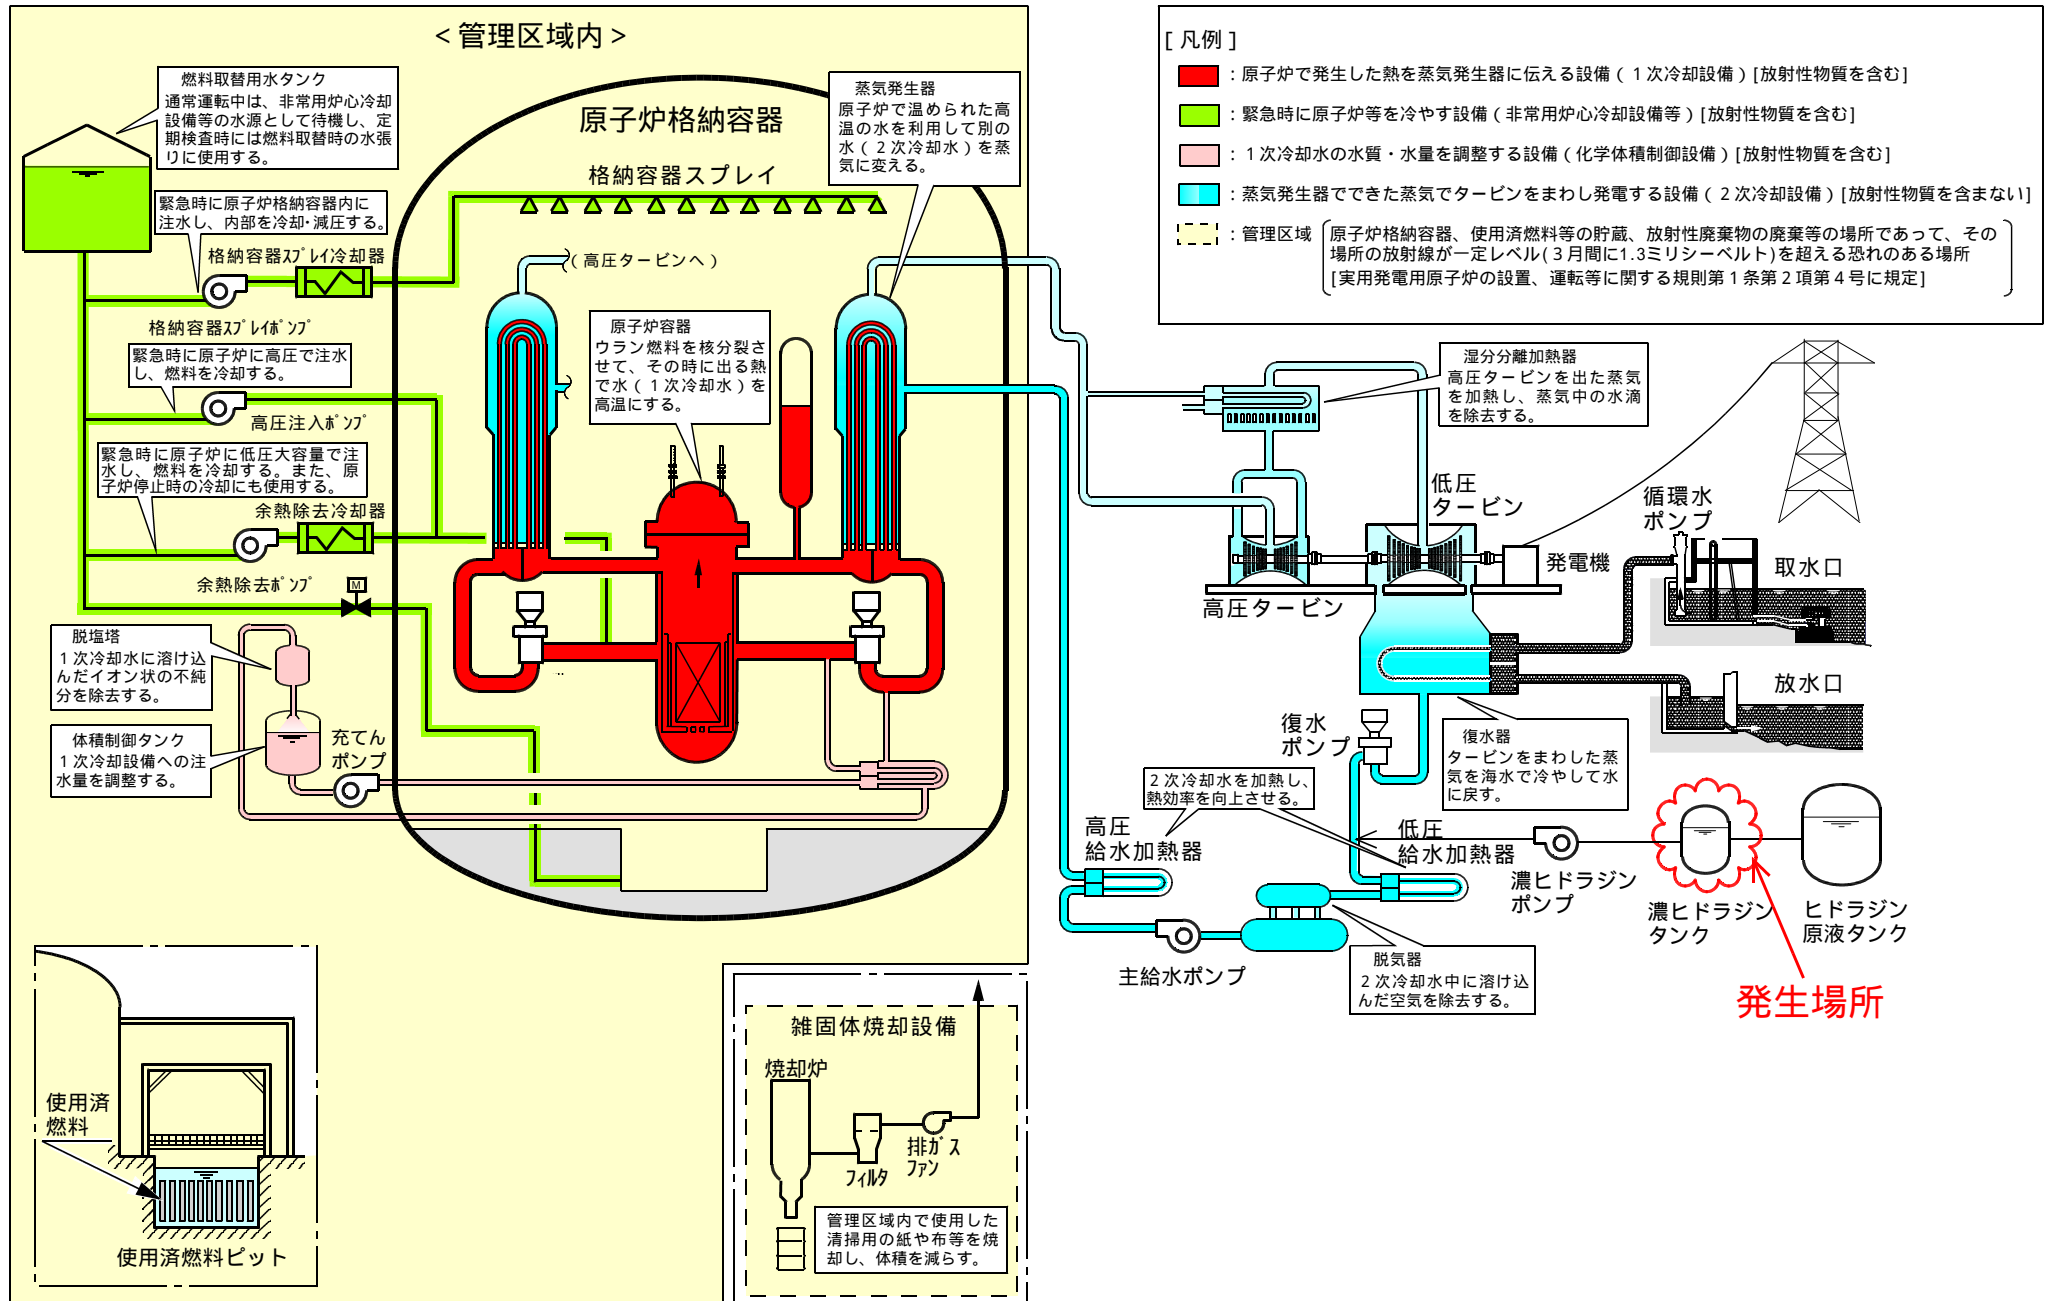 ＜管理区域内＞
燃料取替用水タンク
通常運転中は、非常用炉心冷却
設備等の水源として待機し、定
期検査時には燃料取替時の水張
りに使用する。
緊急時に原子炉格納容器内に
注水し、内部を冷却･減圧する。
格納容器ｽﾌﾟﾚｲ冷却器
格納容器ｽﾌﾟﾚｲﾎﾟﾝﾌﾟ
緊急時に原子炉に高圧で注水
し、燃料を冷却する。
高圧注入ﾎﾟﾝﾌﾟ
緊急時に原子炉に低圧大容量で注
水し、燃料を冷却する。また、原
子炉停止時の冷却にも使用する。
余熱除去冷却器
余熱除去ﾎﾟﾝﾌﾟ
M
脱塩塔
１次冷却水に溶け込
んだイオン状の不純
分を除去する。
体積制御タンク
１次冷却設備への注
水量を調整する。
充てん
ポンプ
原子炉格納容器
格納容器スプレイ
蒸気発生器
原子炉で温められた高
温の水を利用して別の
水（２次冷却水）を蒸
気に変える。
（高圧タービンへ）
原子炉容器
ウラン燃料を核分裂さ
せて、その時に出る熱
で水（１次冷却水）を
高温にする。
使用済
燃料
使用済燃料ピット
雑固体焼却設備
焼却炉
フィルタ
排ガス
ファン
管理区域内で使用した
清掃用の紙や布等を焼
却し、体積を減らす。
[ 凡例 ]
：原子炉で発生した熱を蒸気発生器に伝える設備（１次冷却設備）[放射性物質を含む]
：緊急時に原子炉等を冷やす設備（非常用炉心冷却設備等）[放射性物質を含む]
：１次冷却水の水質・水量を調整する設備（化学体積制御設備）[放射性物質を含む]
：蒸気発生器でできた蒸気でタービンをまわし発電する設備（２次冷却設備）[放射性物質を含まない]
：管理区域
原子炉格納容器、使用済燃料等の貯蔵、放射性廃棄物の廃棄等の場所であって、その
場所の放射線が一定レベル(３月間に1.3ミリシーベルト)を超える恐れのある場所
[実用発電用原子炉の設置、運転等に関する規則第１条第２項第４号に規定]
湿分分離加熱器
高圧タービンを出た蒸気
を加熱し、蒸気中の水滴
を除去する。
低圧
タービン
高圧タービン
発電機
循環水
ポンプ
取水口
放水口
復水
ポンプ
復水器
タービンをまわした蒸
気を海水で冷やして水
に戻す。
２次冷却水を加熱し、
熱効率を向上させる。
高圧
給水加熱器
低圧
給水加熱器
主給水ポンプ
脱気器
２次冷却水中に溶け込
んだ空気を除去する。
濃ヒドラジン
ポンプ
濃ヒドラジン
タンク
ヒドラジン
原液タンク
発生場所